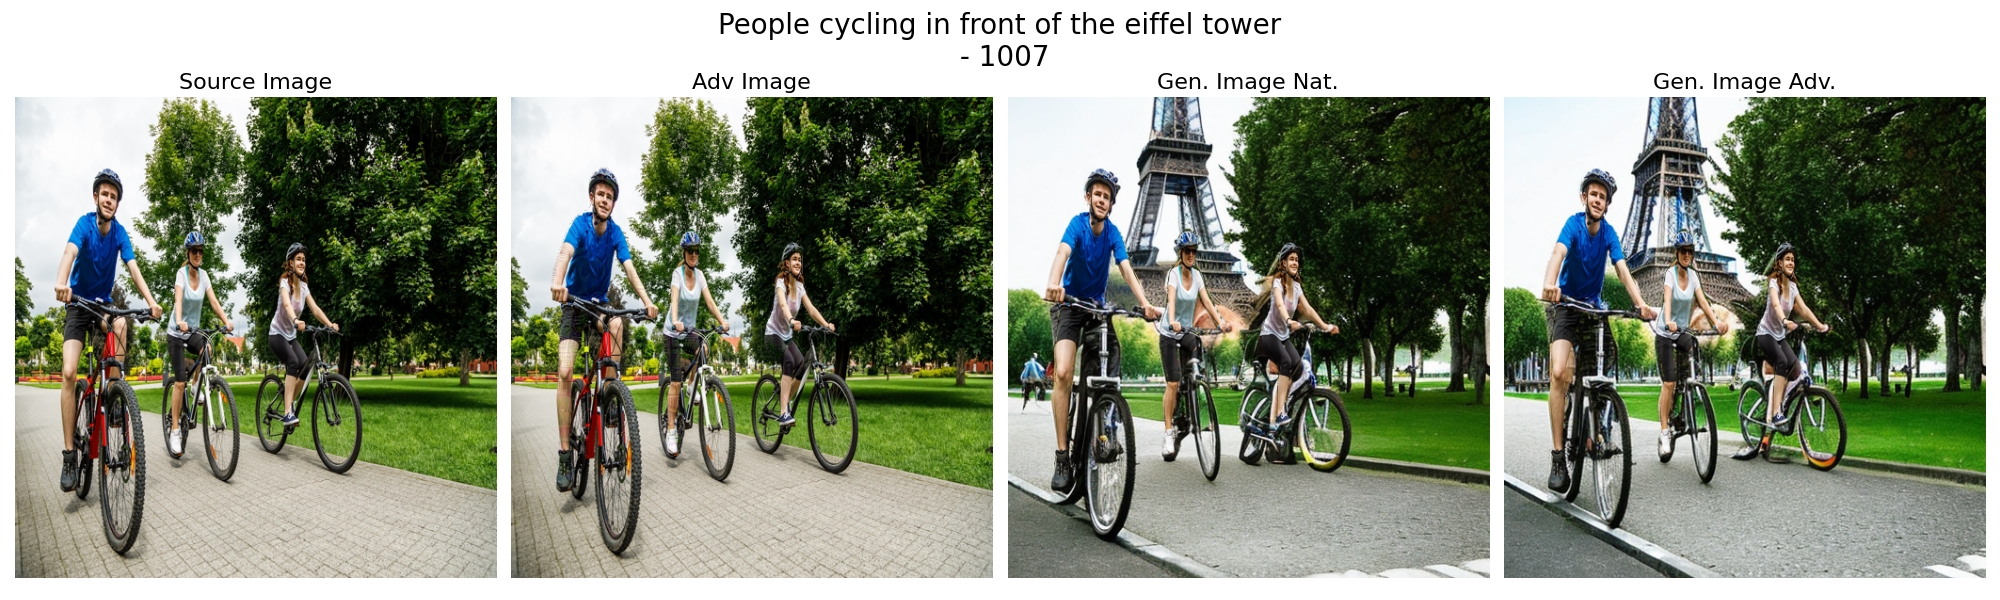 People cycling in front of the eiffel tower
- 1007
Source Image
Adv Image
Gen. Image Nat.
Gen. Image Adv.